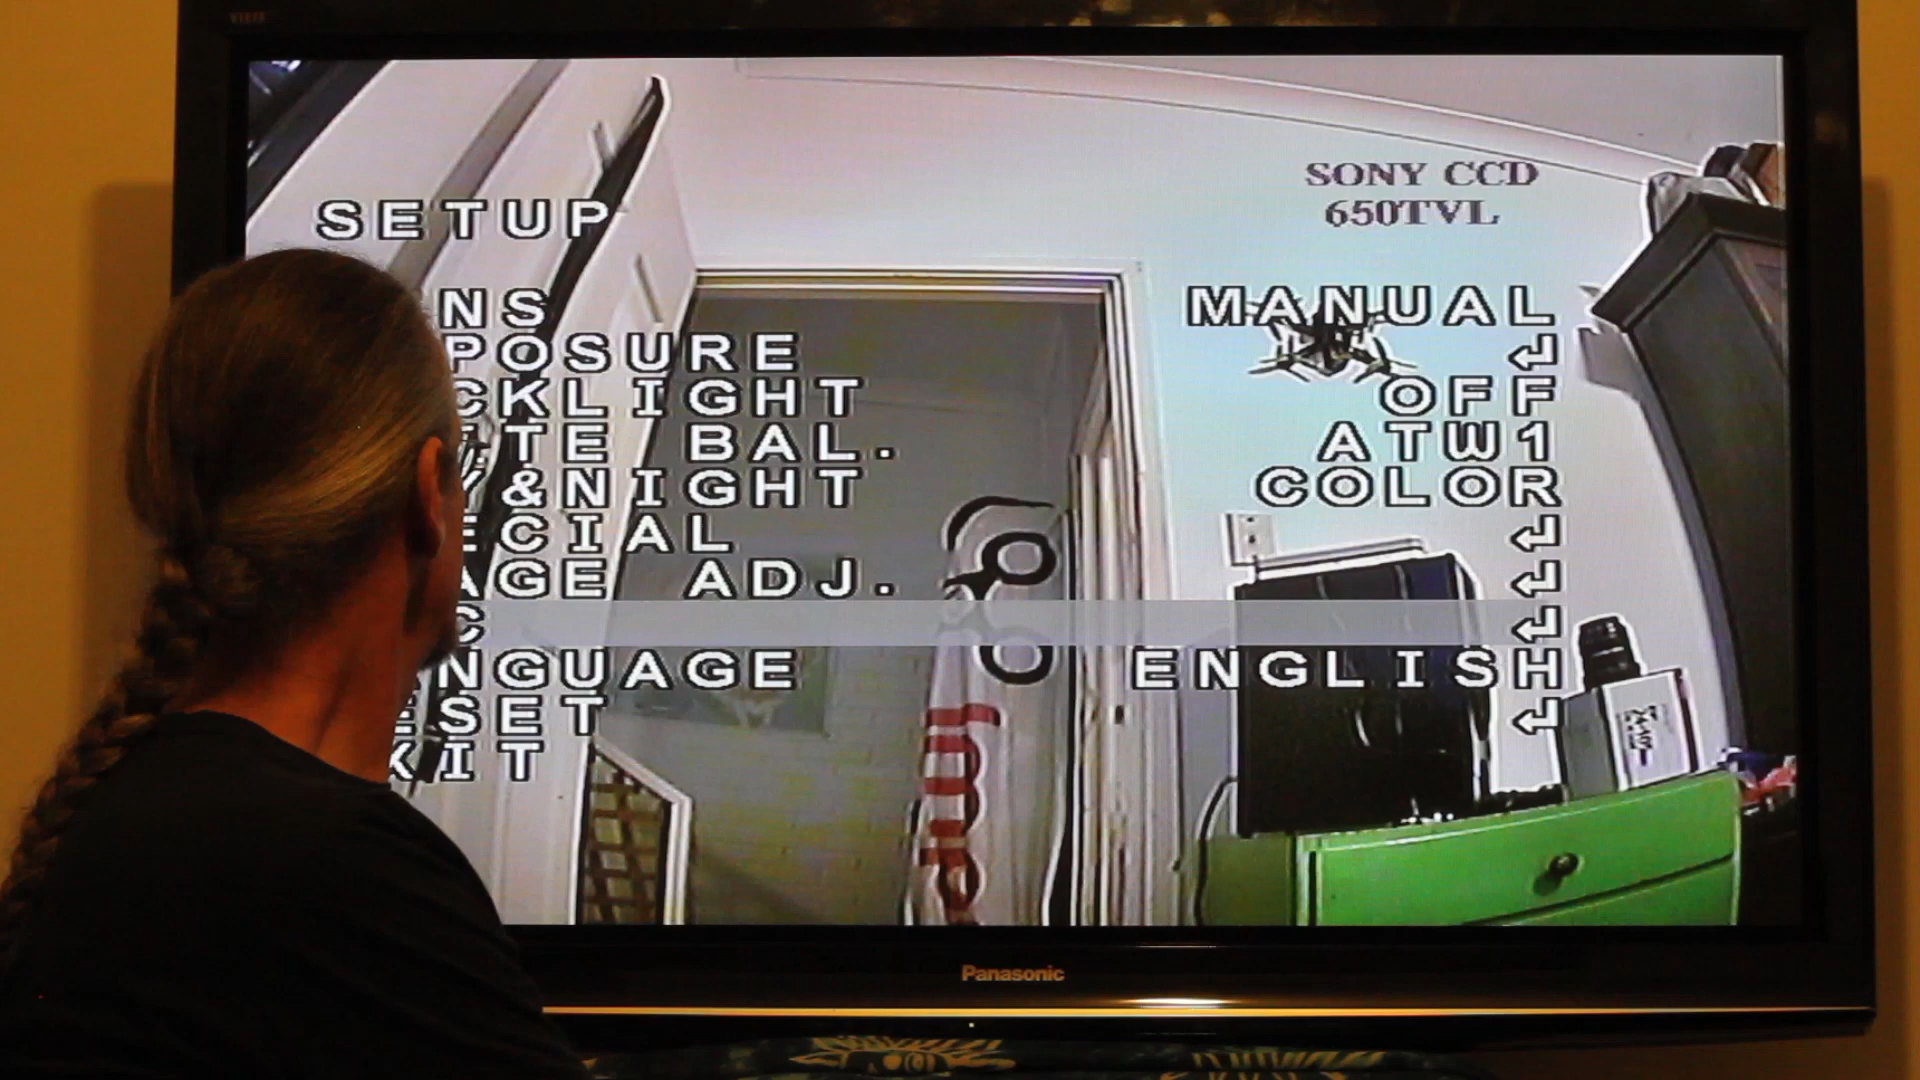 VIERA
SONY CCD
650TVL
SETUP
NS MANUAL
POSURE ↵
CKLIGHT OFF
TE BAL. ATW1
Y&NIGHT COLOR
ECIAL ↵
AGE ADJ. ↵
C ↵
NGUAGE ENGLISH
ESET ↵
XIT
Panasonic